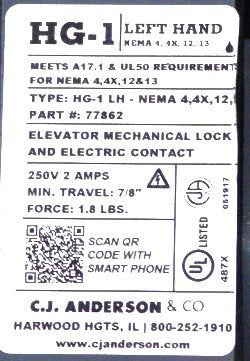 HG-1 LEFT HAND
NEMA 4, 4X, 12, 13
MEETS A17.1 & UL50 REQUIREMENT
FOR NEMA 4,4X,12&13
TYPE: HG-1 LH - NEMA 4,4X,12,
PART #: 77862
ELEVATOR MECHANICAL LOCK
AND ELECTRIC CONTACT
250V 2 AMPS
MIN. TRAVEL: 7/8"
FORCE: 1.8 LBS.
SCAN QR
CODE WITH
SMART PHONE
LISTED
UL
051917
487X
C.J. ANDERSON & CO
HARWOOD HGTS, IL | 800-252-1910
www.cjanderson.com